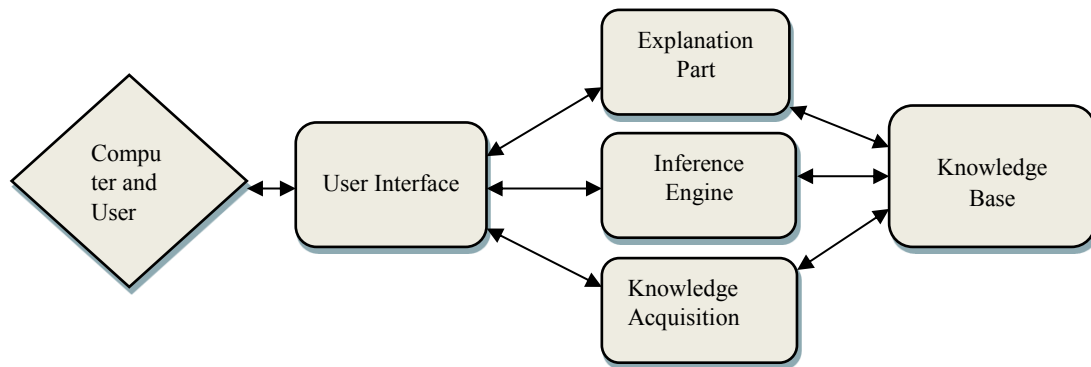 Compu
ter and
User
User Interface
Explanation
Part
Inference
Engine
Knowledge
Acquisition
Knowledge
Base